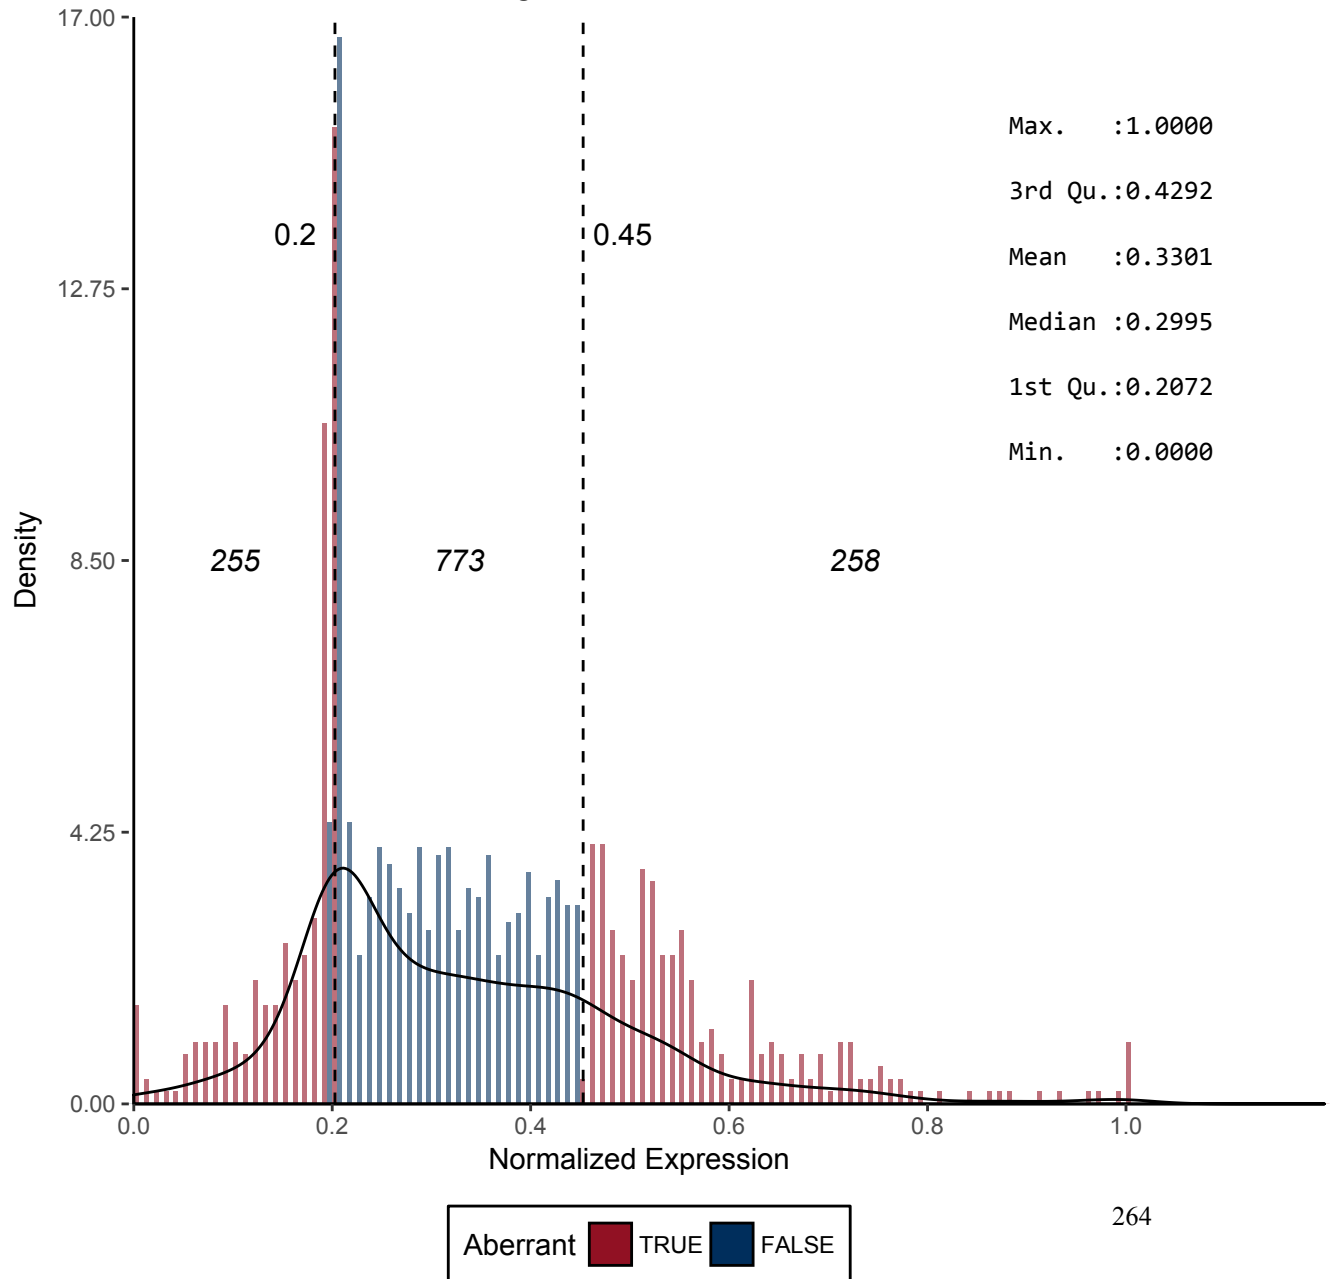 17.00
12.75
8.50
4.25
0.00
Density
0.2
0.45
255
773
258
Max. :1.0000
3rd Qu.:0.4292
Mean :0.3301
Median :0.2995
1st Qu.:0.2072
Min. :0.0000
0.0 0.2 0.4 0.6 0.8 1.0
Normalized Expression
Aberrant TRUE FALSE
264